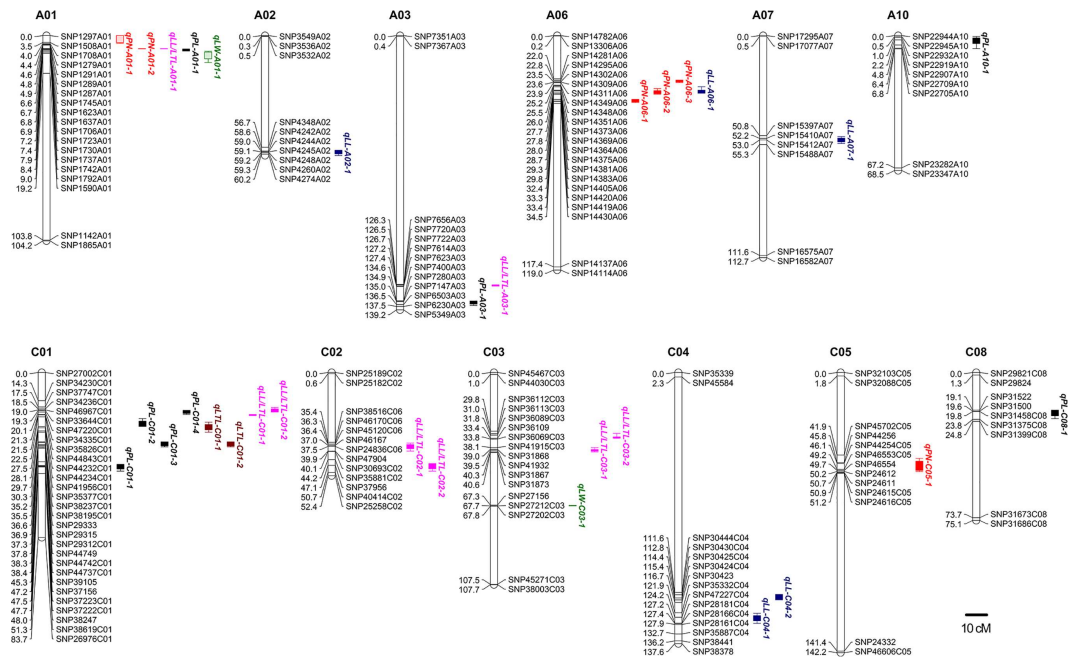 A01
0.0 SNP1297A01
3.5 SNP1508A01
4.0 SNP1708A01
4.4 SNP1279A01
4.6 SNP1291A01
4.8 SNP1289A01
4.9 SNP1287A01
6.6 SNP1745A01
6.7 SNP1623A01
6.8 SNP1637A01
6.9 SNP1706A01
7.2 SNP1723A01
7.4 SNP1730A01
7.9 SNP1737A01
8.4 SNP1742A01
9.0 SNP1792A01
19.2 SNP1590A01
103.8 SNP1142A01
104.2 SNP1865A01
qPN-A01-1
qPN-A01-2
qLL/LTL-A01-1
qPL-A01-1
qLW-A01-1
A02
0.0 SNP3549A02
0.3 SNP3536A02
0.5 SNP3532A02
56.7 SNP4348A02
58.6 SNP4242A02
59.0 SNP4244A02
59.1 SNP4245A02
59.2 SNP4248A02
59.3 SNP4260A02
60.2 SNP4274A02
qLL-A02-1
A03
0.0 SNP7351A03
0.4 SNP7367A03
126.3 SNP7656A03
126.5 SNP7720A03
126.7 SNP7722A03
127.2 SNP7614A03
127.4 SNP7623A03
134.6 SNP7400A03
134.9 SNP7280A03
135.0 SNP7147A03
136.5 SNP6503A03
137.5 SNP6230A03
139.2 SNP5349A03
qPL-A03-1
qLL/LTL-A03-1
A06
0.0 SNP14782A06
0.2 SNP13306A06
22.0 SNP14281A06
22.8 SNP14295A06
23.5 SNP14302A06
23.8 SNP14309A06
23.9 SNP14311A06
25.2 SNP14349A06
25.5 SNP14348A06
26.0 SNP14351A06
27.7 SNP14373A06
27.8 SNP14369A06
28.0 SNP14364A06
28.7 SNP14375A06
29.3 SNP14381A06
29.8 SNP14383A06
32.4 SNP14405A06
33.3 SNP14420A06
33.4 SNP14419A06
34.5 SNP14430A06
117.4 SNP14137A06
119.0 SNP14114A06
qPN-A06-1
qPN-A06-2
qPN-A06-3
qLL-A06-1
A07
0.0 SNP17295A07
0.5 SNP17077A07
50.8 SNP15397A07
52.2 SNP15410A07
53.0 SNP15412A07
55.3 SNP15488A07
111.6 SNP16575A07
112.7 SNP16582A07
qLL-A07-1
A10
0.0 SNP22944A10
0.2 SNP22945A10
1.0 SNP22932A10
2.2 SNP22919A10
4.8 SNP22907A10
6.4 SNP22709A10
6.8 SNP22705A10
67.2 SNP23282A10
68.5 SNP23347A10
qPL-A10-1
C01
0.0 SNP27002C01
14.3 SNP34230C01
17.5 SNP37747C01
18.5 SNP34236C01
19.0 SNP46967C01
19.3 SNP33644C01
20.1 SNP47220C01
21.3 SNP34335C01
21.5 SNP35826C01
22.5 SNP44843C01
27.5 SNP44232C01
28.1 SNP44234C01
29.7 SNP41956C01
30.3 SNP35377C01
35.2 SNP38237C01
35.5 SNP38195C01
36.6 SNP29333
36.9 SNP29315
37.3 SNP29312C01
37.8 SNP44749
38.3 SNP44742C01
38.4 SNP44737C01
45.3 SNP39105
47.2 SNP37156
47.5 SNP37223C01
47.7 SNP37222C01
48.0 SNP38247
51.3 SNP38619C01
83.7 SNP26976C01
qPL-C01-1
qPL-C01-2
qPL-C01-3
qPL-C01-4
qLTL-C01-1
qLTL-C01-2
qLL/LTL-C01-1
qLL/LTL-C01-2
C02
0.0 SNP25189C02
0.6 SNP25182C02
35.4 SNP38516C06
36.3 SNP46170C06
36.4 SNP45120C06
37.0 SNP46167
37.5 SNP24836C06
39.9 SNP47904
40.1 SNP30693C02
44.2 SNP35881C02
47.1 SNP37956
50.7 SNP40414C02
52.4 SNP25258C02
qLL/LTL-C02-1
qLL/LTL-C02-2
C03
0.0 SNP45467C03
1.0 SNP44030C03
29.8 SNP36112C03
31.0 SNP36113C03
31.8 SNP36089C03
33.4 SNP36109
33.8 SNP36069C03
38.1 SNP41915C03
39.0 SNP31868
39.5 SNP41932
40.3 SNP31867
40.6 SNP31873
67.3 SNP27156
67.7 SNP27212C03
67.8 SNP27202C03
107.5 SNP45271C03
107.7 SNP38003C03
qLW-C03-1
qLL/LTL-C03-1
qLL/LTL-C03-2
C04
0.0 SNP35339
2.3 SNP45584
111.6 SNP30444C04
112.8 SNP30430C04
114.4 SNP30425C04
115.4 SNP30424C04
116.7 SNP30423
121.9 SNP35332C04
124.2 SNP47227C04
127.2 SNP28181C04
127.4 SNP28166C04
127.9 SNP28161C04
132.7 SNP35887C04
136.2 SNP38441
137.6 SNP38378
qLL-C04-1
qLL-C04-2
C05
0.0 SNP32103C05
1.8 SNP32088C05
41.9 SNP45702C05
45.8 SNP44256
46.1 SNP44254C05
49.2 SNP46553C05
49.7 SNP46554
50.2 SNP24612
50.7 SNP24611
50.9 SNP24615C05
51.2 SNP24616C05
141.4 SNP24332
142.2 SNP46606C05
qPN-C05-1
C08
0.0 SNP29821C08
1.3 SNP29824
19.1 SNP31522
19.6 SNP31500
19.8 SNP31458C08
23.8 SNP31375C08
24.8 SNP31399C08
73.7 SNP31673C08
75.1 SNP31686C08
qPL-C08-1
10 cM